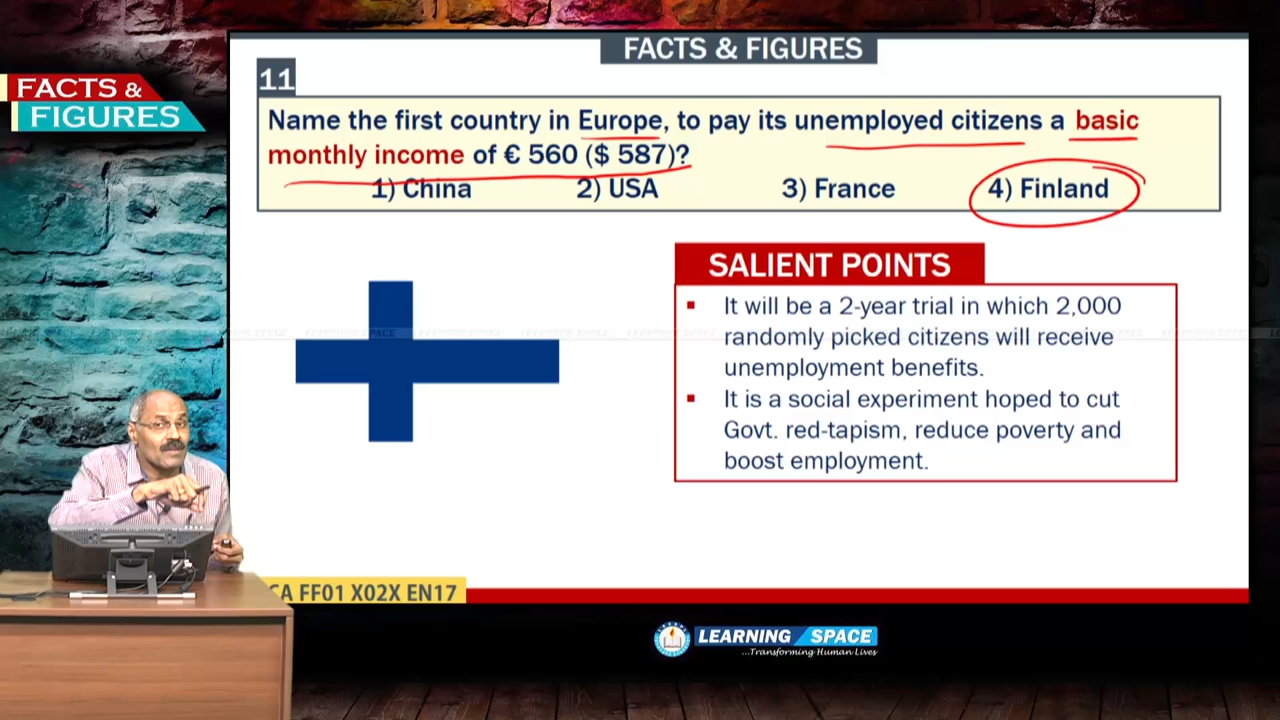 FACTS & FIGURES
11
FACTS &
FIGURES
Name the first country in Europe, to pay its unemployed citizens a basic
monthly income of € 560 ($ 587)?
1) China 2) USA 3) France 4) Finland
SALIENT POINTS
▪ It will be a 2-year trial in which 2,000
randomly picked citizens will receive
unemployment benefits.
▪ It is a social experiment hoped to cut
Govt. red-tapism, reduce poverty and
boost employment.
CA FF01 X02X EN17
LEARNING SPACE
...Transforming Human Lives